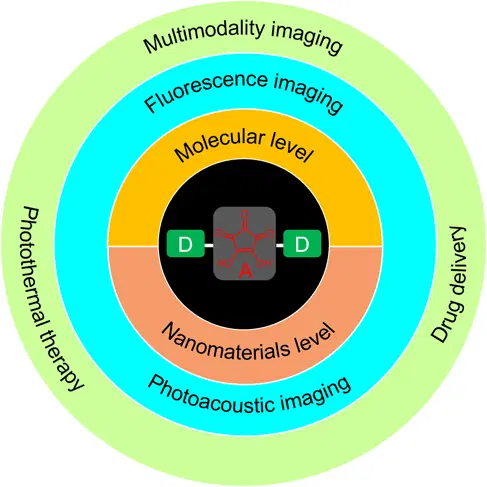 Multimodality imaging
Fluorescence imaging
Molecular level
D
D
A
Nanomaterials level
Photoacoustic imaging
Photothermal therapy
Drug delivery